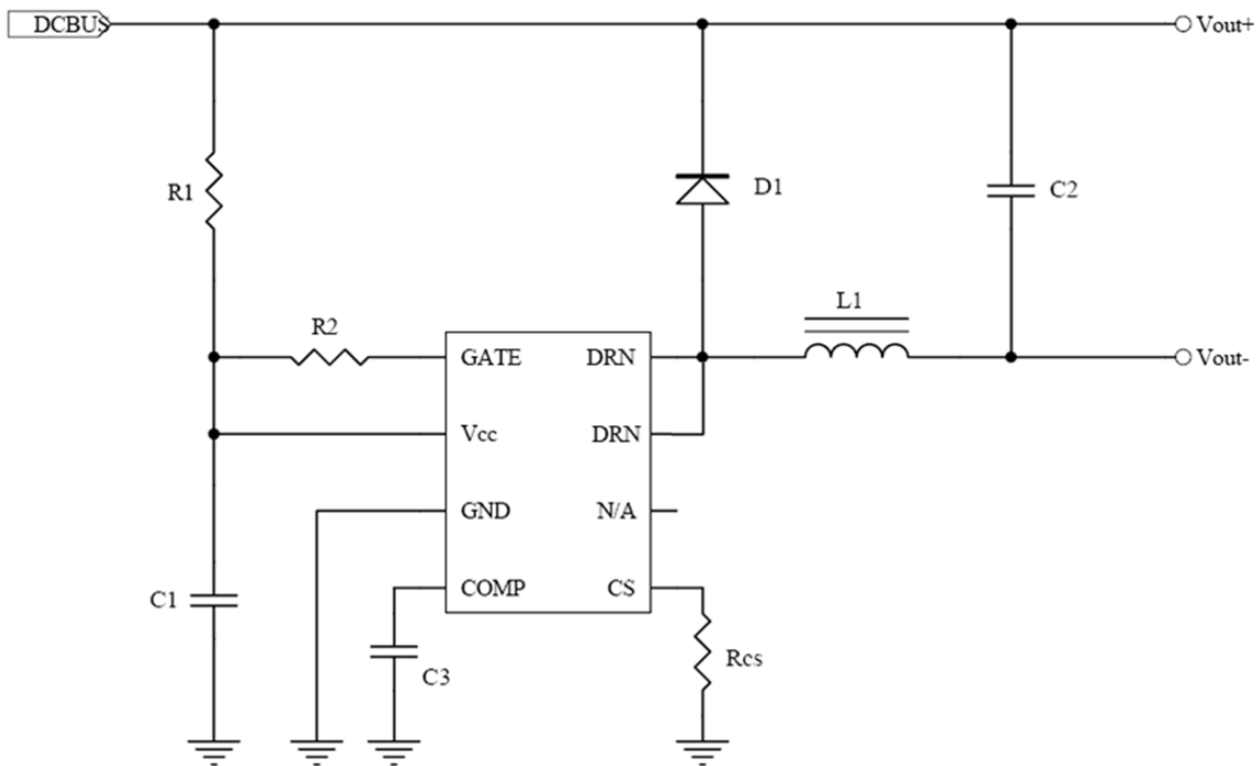 DCBUS
Vout+
R1
D1
C2
R2
L1
GATE
DRN
Vout-
Vcc
DRN
GND
N/A
COMP
CS
C1
C3
Rcs